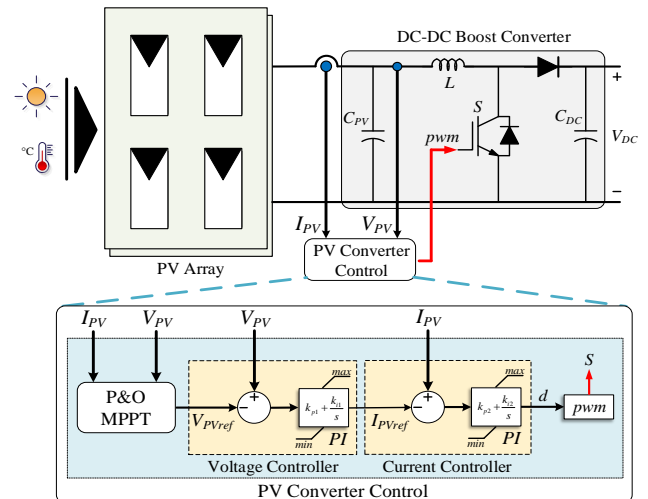 DC-DC Boost Converter
L
S
C_PV
C_DC
V_DC
pwm
+
−
°C
I_PV
V_PV
PV Array
PV Converter
Control
I_PV
V_PV
V_PV
I_PV
S
max
max
P&O
MPPT
+
−
+
−
k_p1 + k_i1/s
k_p2 + k_i2/s
d
pwm
V_PVref
I_PVref
min
PI
min
PI
Voltage Controller
Current Controller
PV Converter Control